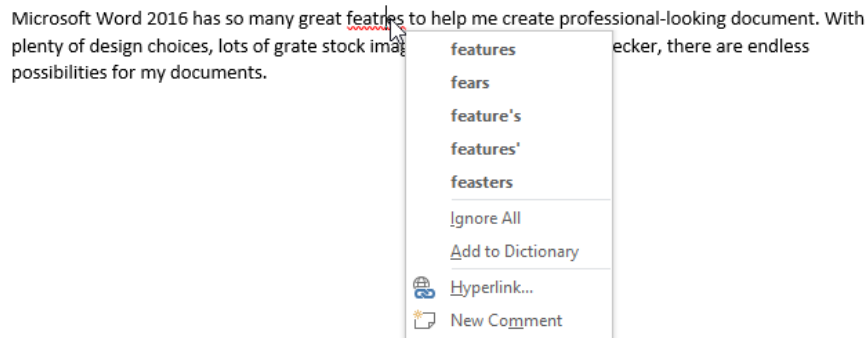 Microsoft Word 2016 has so many great featres to help me create professional-looking document. With
plenty of design choices, lots of grate stock imag ecker, there are endless
possibilities for my documents.
features
fears
feature's
features'
feasters
Ignore All
Add to Dictionary
Hyperlink...
New Comment